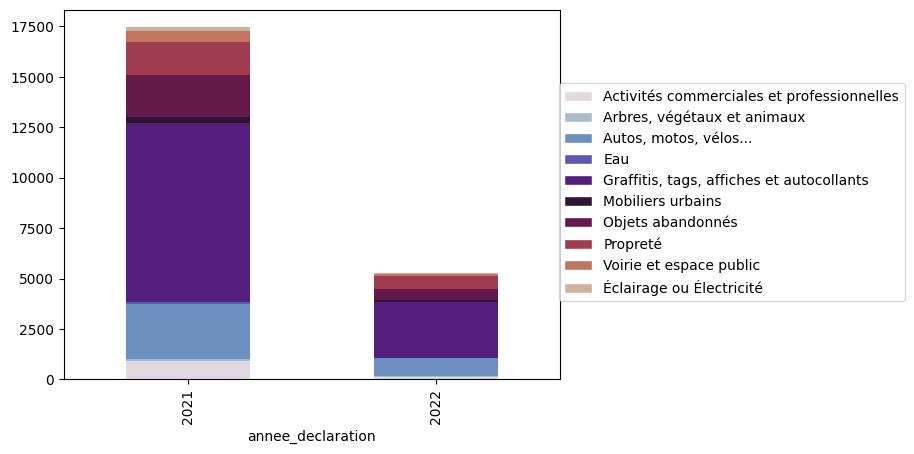 17500
15000
12500
10000
7500
5000
2500
0
2021
2022
annee_declaration
Activités commerciales et professionnelles
Arbres, végétaux et animaux
Autos, motos, vélos...
Eau
Graffitis, tags, affiches et autocollants
Mobiliers urbains
Objets abandonnés
Propreté
Voirie et espace public
Éclairage ou Électricité